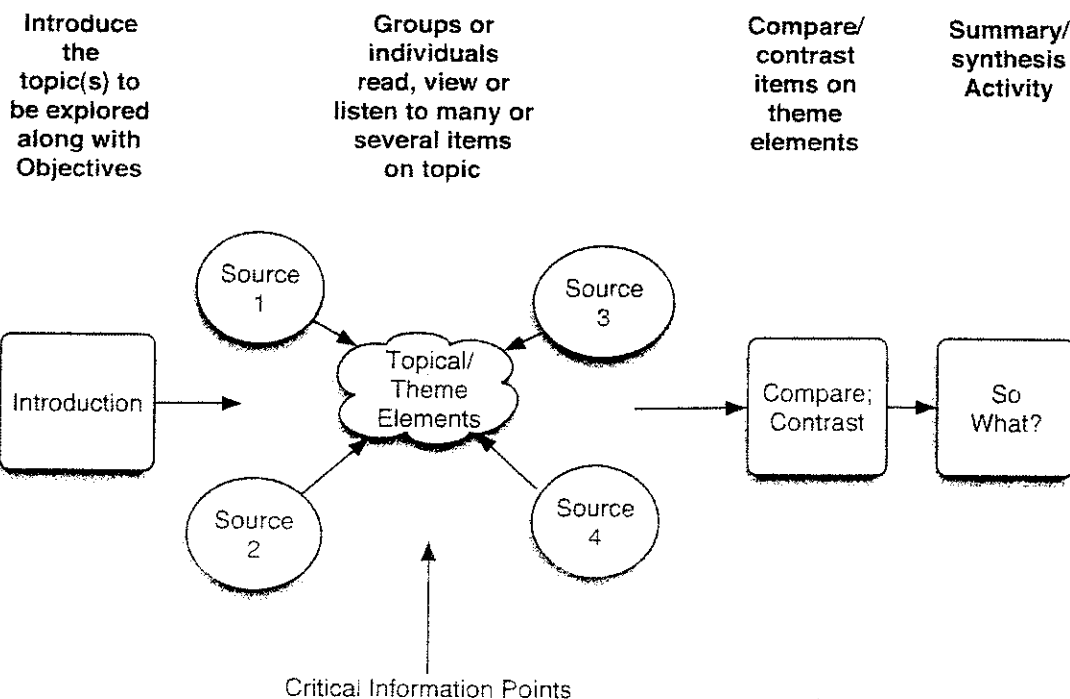 Introduce
the
topic(s) to
be explored
along with
Objectives
Groups or
individuals
read, view or
listen to many or
several items
on topic
Compare/
contrast
items on
theme
elements
Summary/
synthesis
Activity
Source
1
Source
3
Introduction
Topical/
Theme
Elements
Compare;
Contrast
So
What?
Source
2
Source
4
Critical Information Points